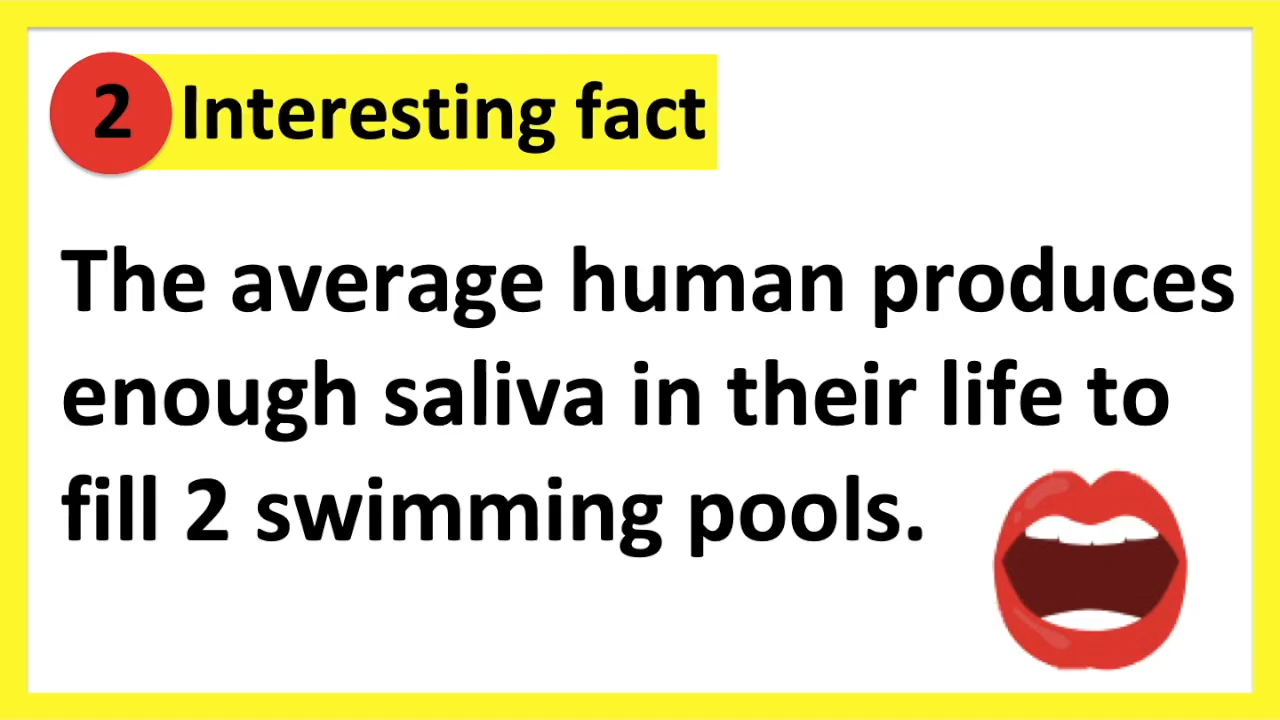 2 Interesting fact
The average human produces
enough saliva in their life to
fill 2 swimming pools.